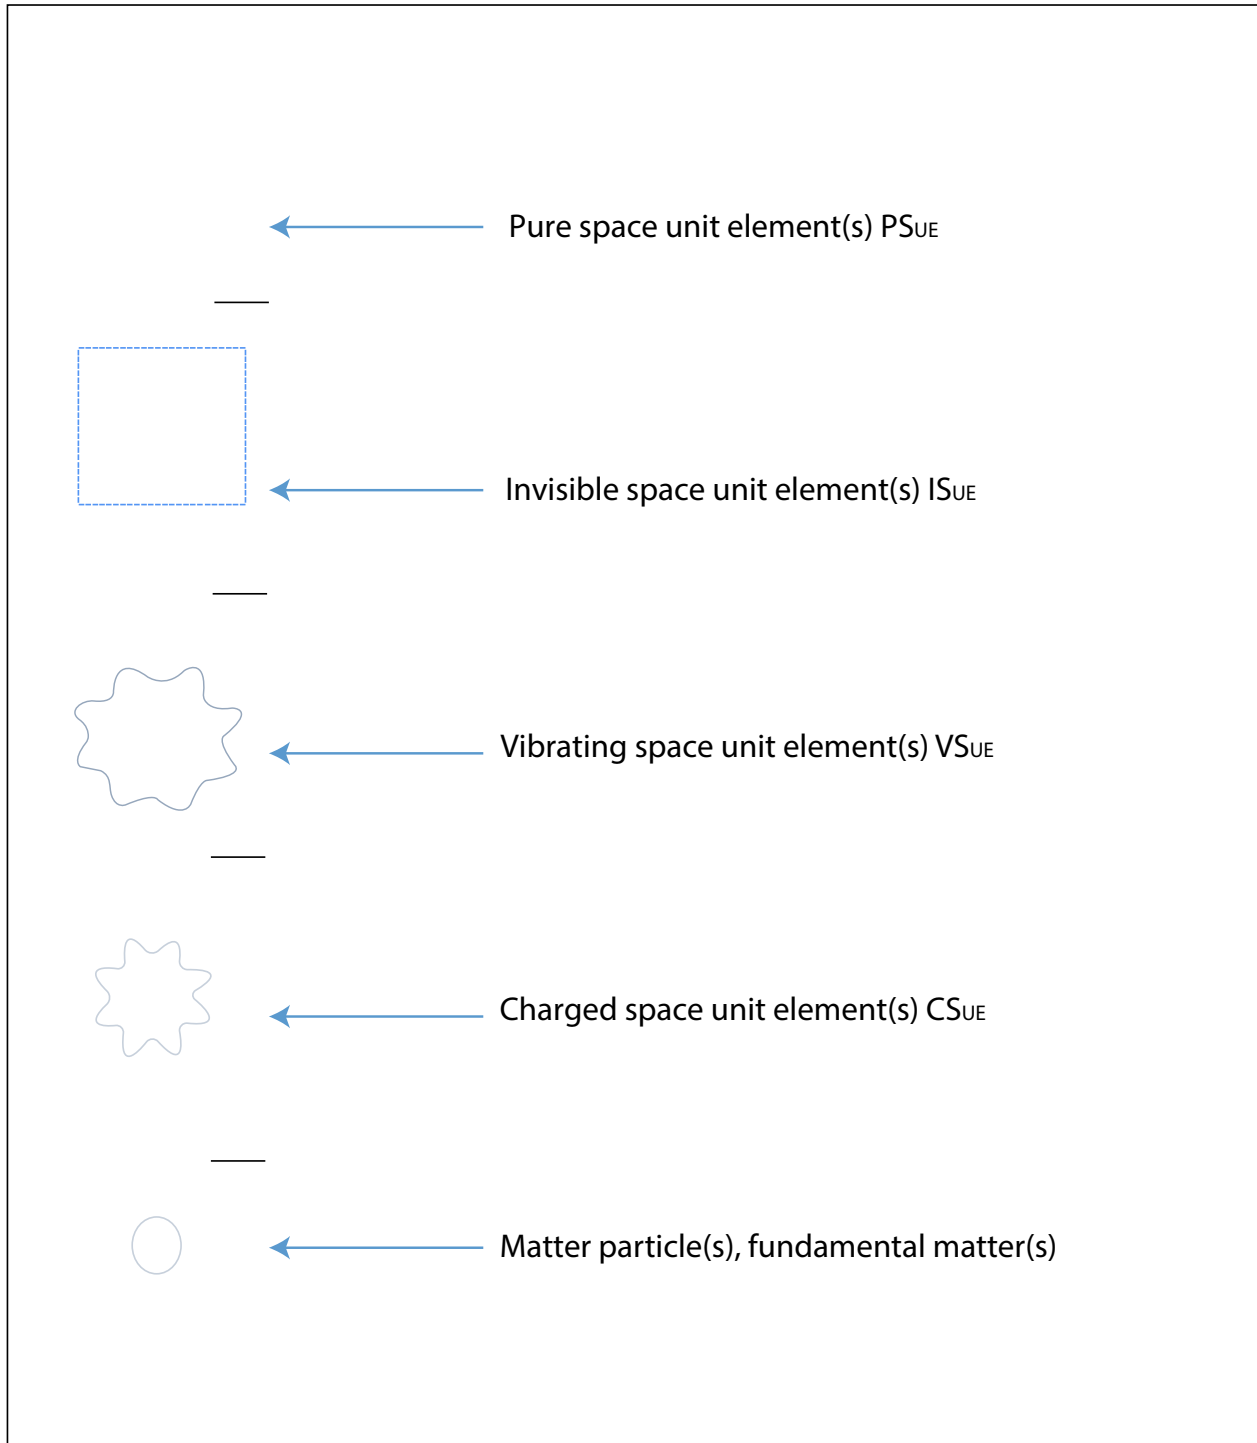 Pure space unit element(s) PSUE
Invisible space unit element(s) ISUE
Vibrating space unit element(s) VSUE
Charged space unit element(s) CSUE
Matter particle(s), fundamental matter(s)